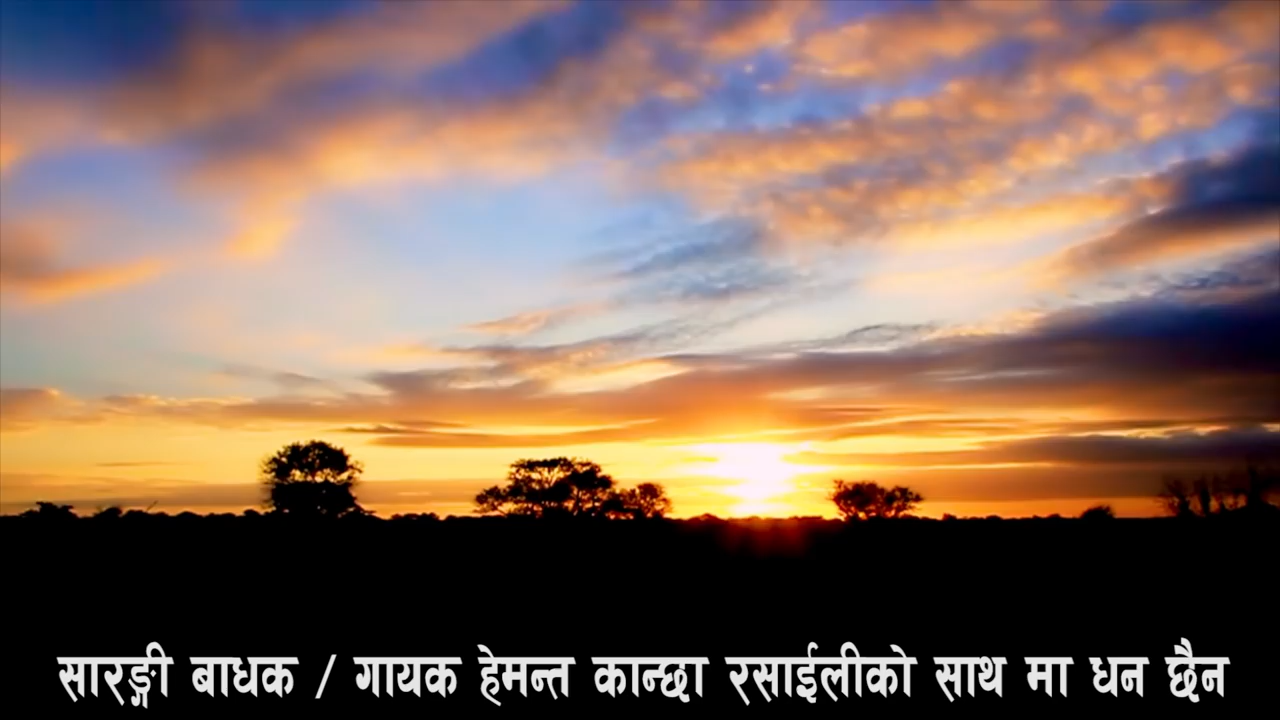 सारङ्गी बाधक / गायक हेमन्त कान्छा रसाईलीको साथ मा धन छैन